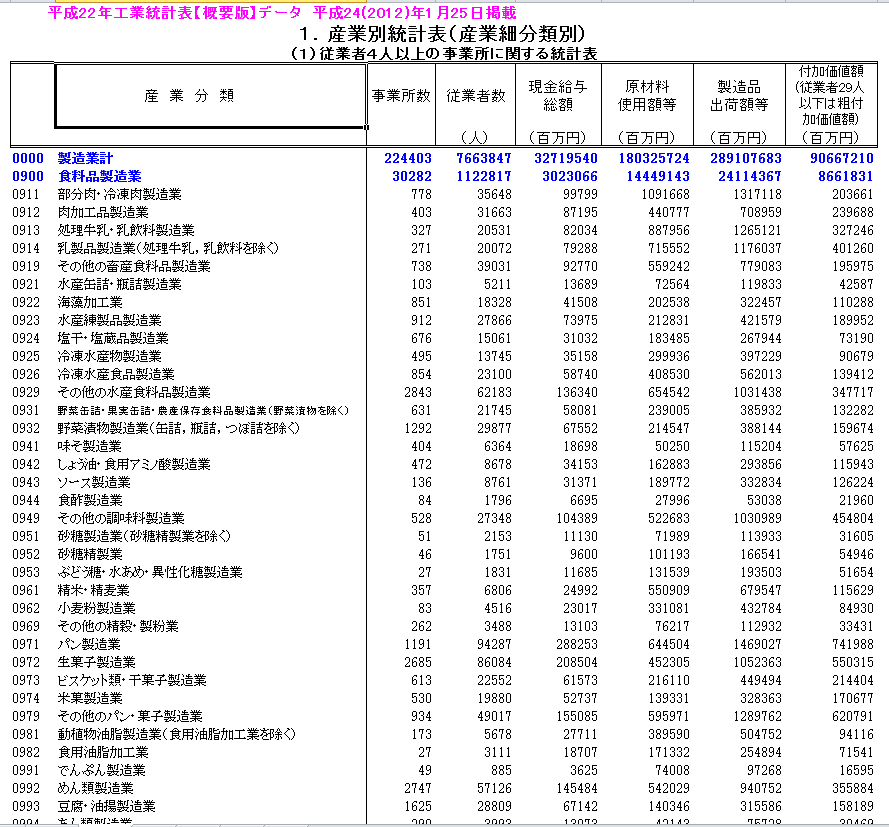 平成22年工業統計表【概要版】データ 平成24(2012)年1月25日掲載
1. 産業別統計表(産業細分類別)
(1)従業者4人以上の事業所に関する統計表
産 業 分 類 事業所数 従業者数 (人) 現金給与総額 (百万円) 原材料使用額等 (百万円) 製造品出荷額等 (百万円) 付加価値額(従業者29人以下は粗付加価値額) (百万円)
0000 製造業計 224403 7663847 32719540 180325724 289107683 90667210
0900 食料品製造業 30282 1122817 3023066 14449143 24114367 8661831
0911 部分肉・冷凍肉製造業 778 35648 99799 1091668 1317118 203661
0912 肉加工品製造業 403 31663 87195 440777 708959 239688
0913 処理牛乳・乳飲料製造業 327 20531 82034 887956 1265121 327246
0914 乳製品製造業(処理牛乳,乳飲料を除く) 271 20072 79288 715552 1176037 401260
0919 その他の畜産食料品製造業 738 39031 92770 559242 779083 195975
0921 水産缶詰・瓶詰製造業 103 5211 13689 72564 119833 42587
0922 海藻加工業 851 18328 41508 202538 322457 110288
0923 水産練製品製造業 912 27866 73975 212831 421579 189952
0924 塩干・塩蔵品製造業 676 15061 31032 183485 267944 73190
0925 冷凍水産物製造業 495 13745 35158 299936 397229 90679
0926 冷凍水産食品製造業 854 23100 58740 408530 562013 139412
0929 その他の水産食料品製造業 2843 62183 136340 654542 1031438 347717
0931 野菜缶詰・果実缶詰・農産保存食料品製造業(野菜漬物を除く) 631 21745 58081 239005 385932 132282
0932 野菜漬物製造業(缶詰,瓶詰,つぼ詰を除く) 1292 29877 67552 214547 388144 159674
0941 味そ製造業 404 6364 18698 50250 115204 57625
0942 しょう油・食用アミノ酸製造業 472 8678 34153 162883 293856 115943
0943 ソース製造業 136 8761 31371 189772 332834 126224
0944 食酢製造業 84 1796 6695 27996 53038 21960
0949 その他の調味料製造業 528 27348 104389 522683 1030989 454804
0951 砂糖製造業(砂糖精製業を除く) 51 2153 11130 71989 113933 31605
0952 砂糖精製業 46 1751 9600 101193 166541 54946
0953 ぶどう糖・水あめ・異性化糖製造業 27 1831 11685 131539 193503 51654
0961 精米・精麦業 357 6806 24992 550909 679547 115629
0962 小麦粉製造業 83 4516 23017 331081 432784 84930
0969 その他の精穀・製粉業 262 3488 13103 76217 112932 33431
0971 パン製造業 1191 94287 288253 644504 1469027 741988
0972 生菓子製造業 2685 86084 208504 452305 1052363 550315
0973 ビスケット類・干菓子製造業 613 22552 61573 216110 449494 214404
0974 米菓製造業 530 19880 52737 139331 328363 170677
0979 その他のパン・菓子製造業 934 49017 155085 595971 1289762 620791
0981 動植物油脂製造業(食用油脂加工業を除く) 173 5678 27711 389590 504752 94116
0982 食用油脂加工業 27 3111 18707 171332 254894 71541
0991 でんぷん製造業 49 885 3625 74008 97268 16595
0992 めん類製造業 2747 57126 145484 542029 940752 355884
0993 豆腐・油揚製造業 1625 28809 67142 140346 315586 158189